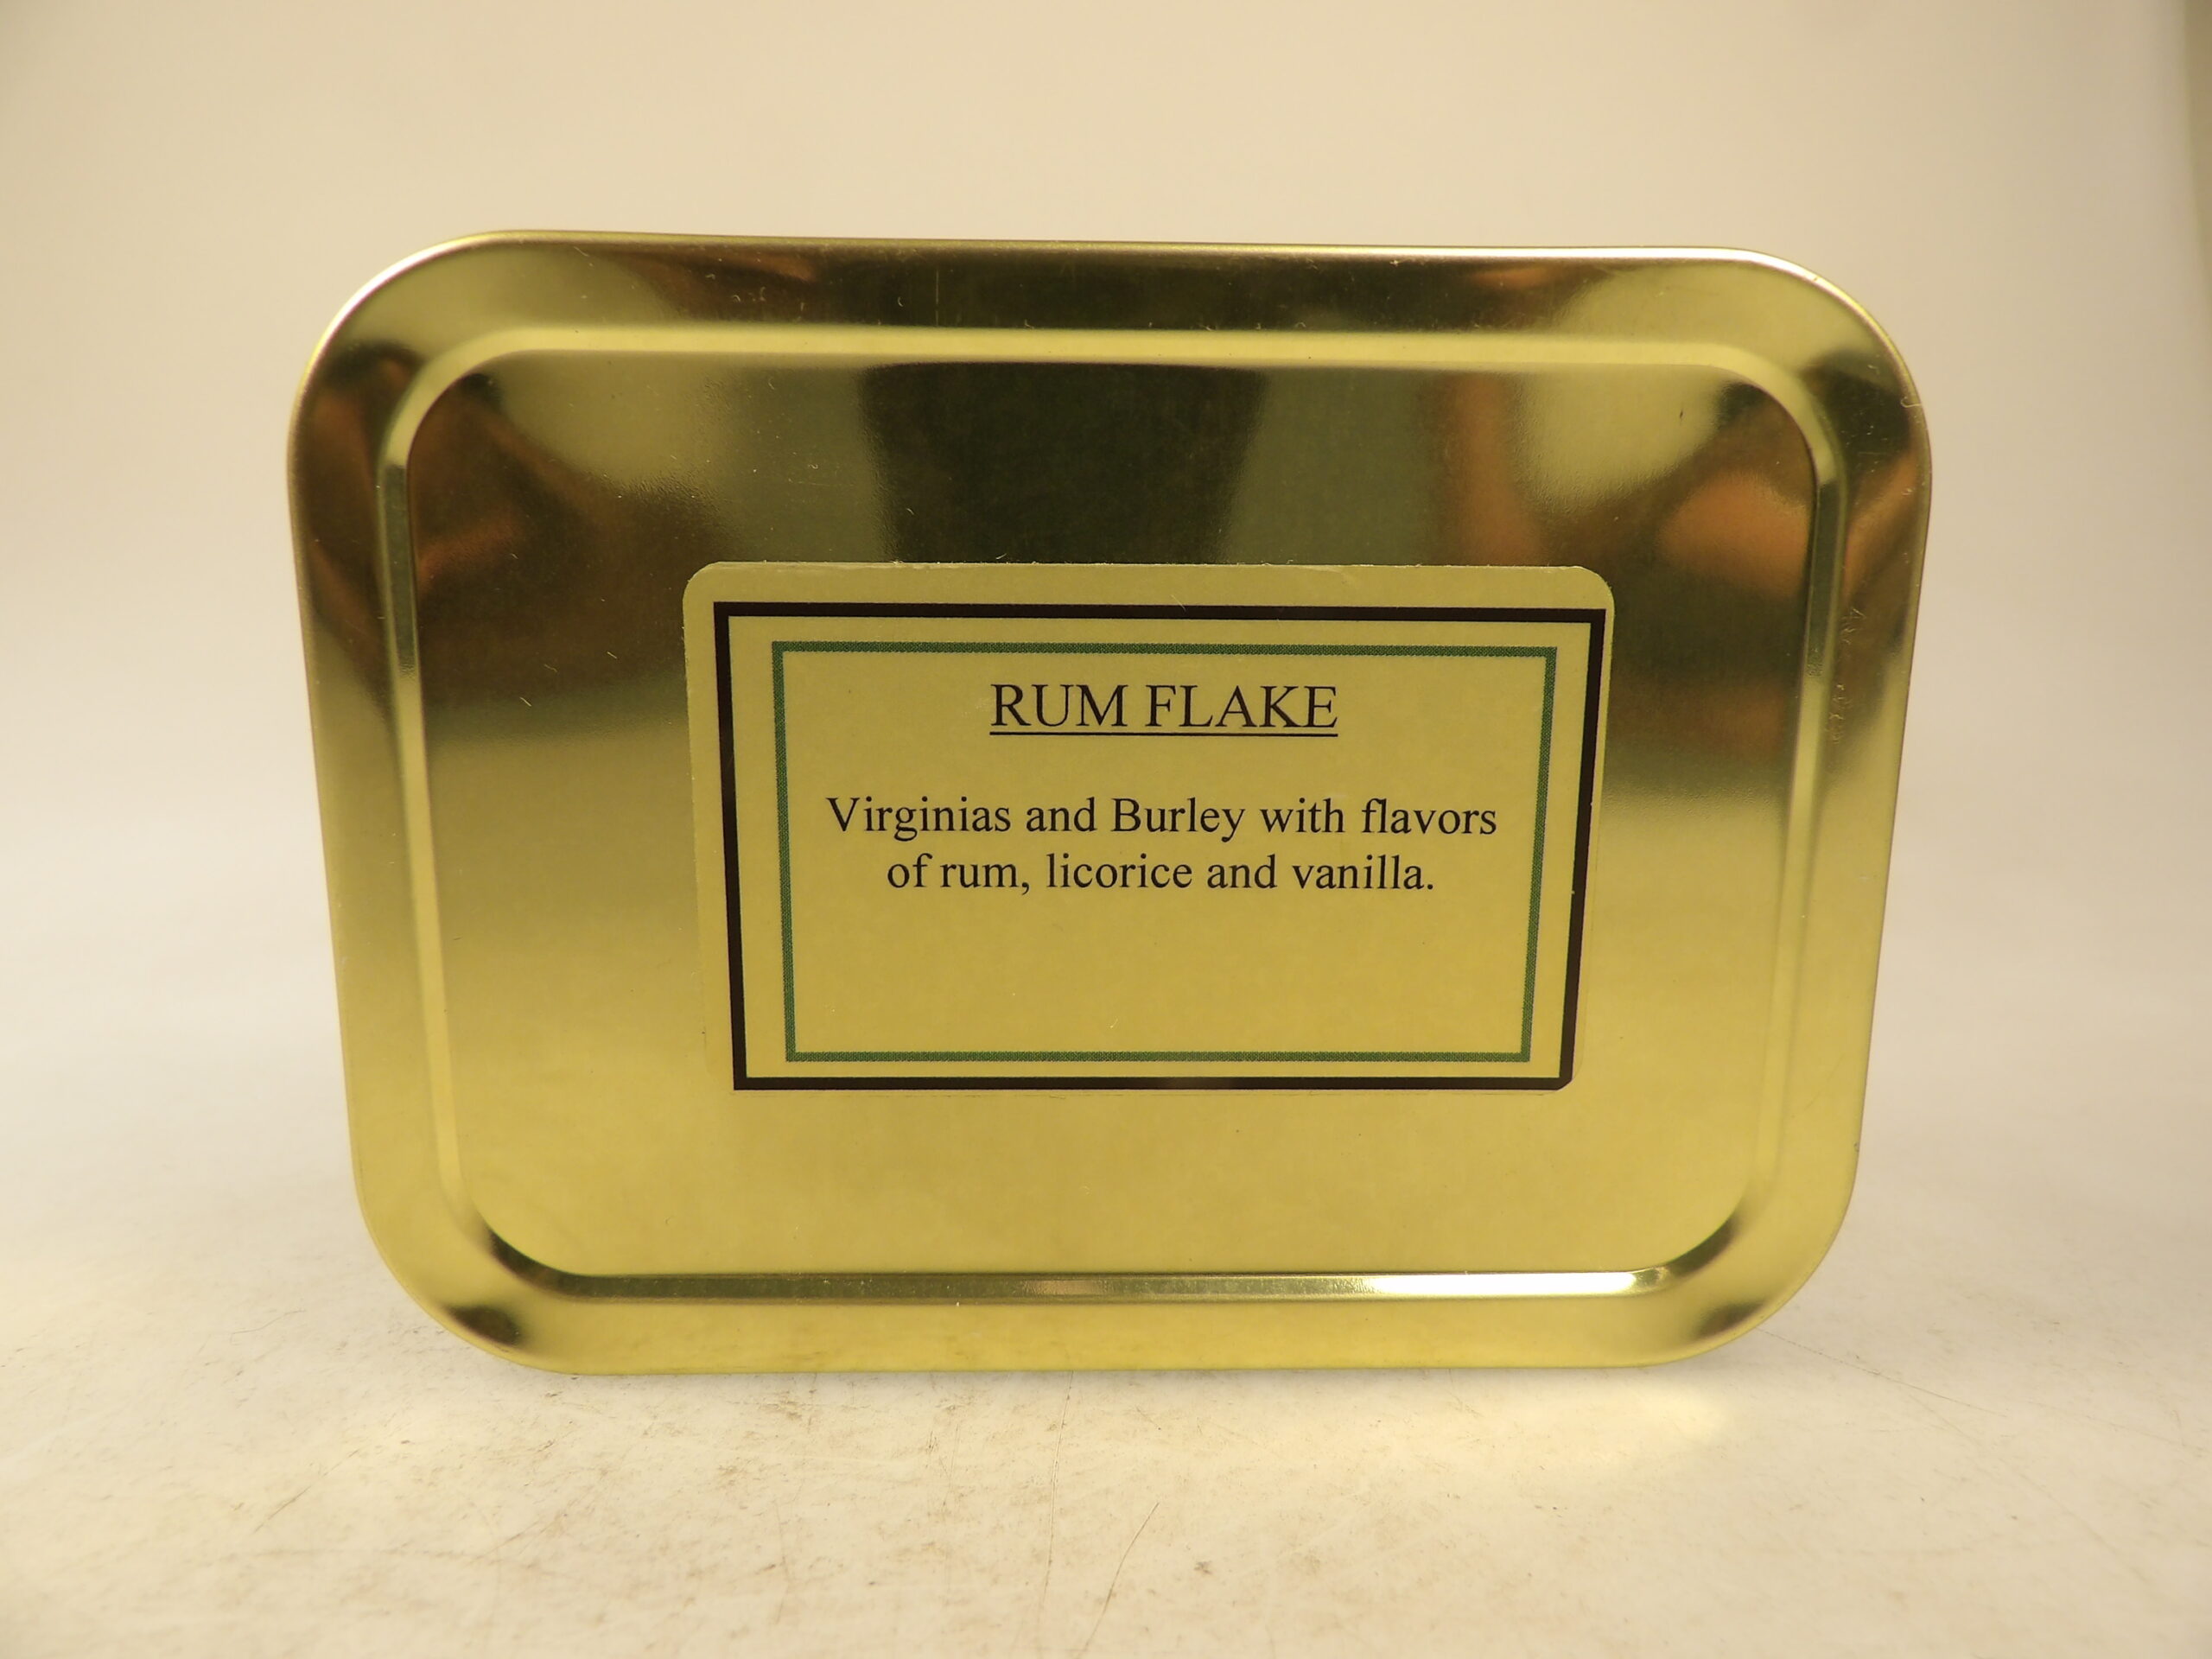 RUM FLAKE
Virginias and Burley with flavors
of rum, licorice and vanilla.